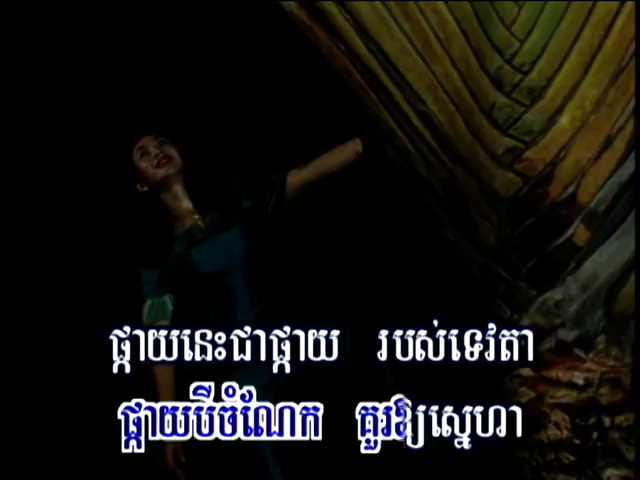 ផ្កាយនេះជាផ្កាយ របស់ទេវតា
ផ្កាយបីចំណែក គួរឱ្យស្នេហា